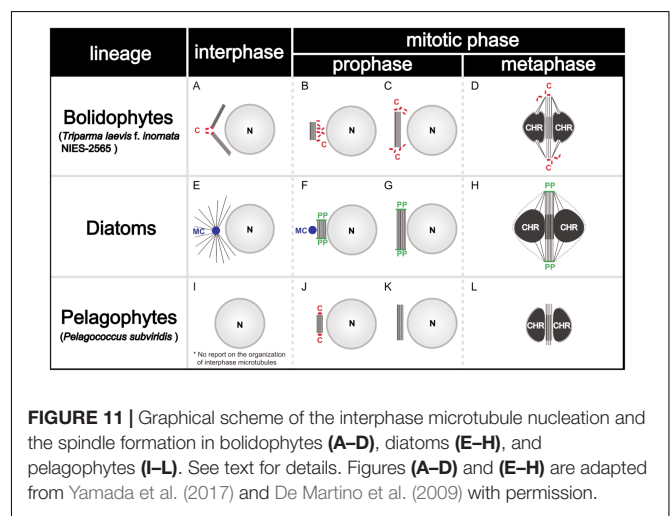 lineage interphase mitotic phase
prophase metaphase
Bolidophytes
(Triparma laevis f. inornata
NIES-2565 )
A
C
N
B
C
C
N
C
C
N
D
C
CHR CHR
C
Diatoms
E
MC
N
F
MC
PP
PP
N
G
PP
PP
N
H
PP
CHR CHR
PP
Pelagophytes
(Pelagococcus subviridis )
I
N
* No report on the organization
of interphase microtubules
J
C
C
N
K
N
L
CHR CHR
FIGURE 11 | Graphical scheme of the interphase microtubule nucleation and
the spindle formation in bolidophytes (A–D), diatoms (E–H), and
pelagophytes (I–L). See text for details. Figures (A–D) and (E–H) are adapted
from Yamada et al. (2017) and De Martino et al. (2009) with permission.